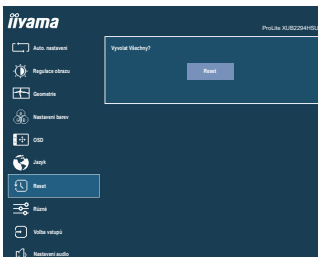 iiyama
ProLite XUB2294HSU
Auto. nastavení
Vyvolat Všechny?
Regulace obrazu
Reset
Geometrie
Nastavení barev
OSD
Jazyk
Reset
Různé
Volba vstupů
Nastavení audio